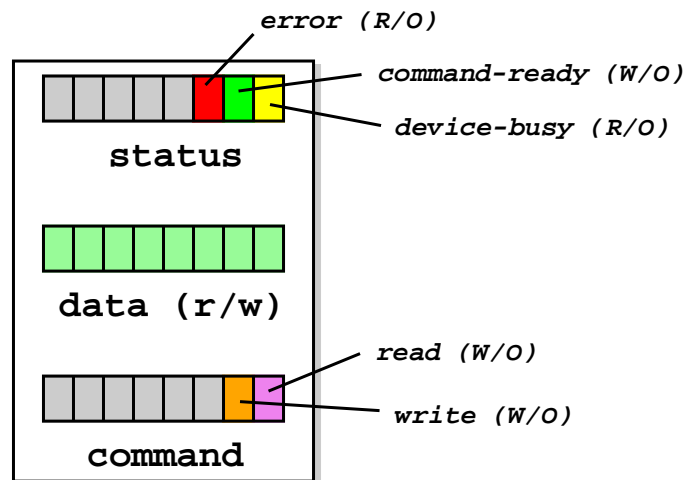 error (R/O)
command-ready (W/O)
device-busy (R/O)
status
data (r/w)
read (W/O)
write (W/O)
command